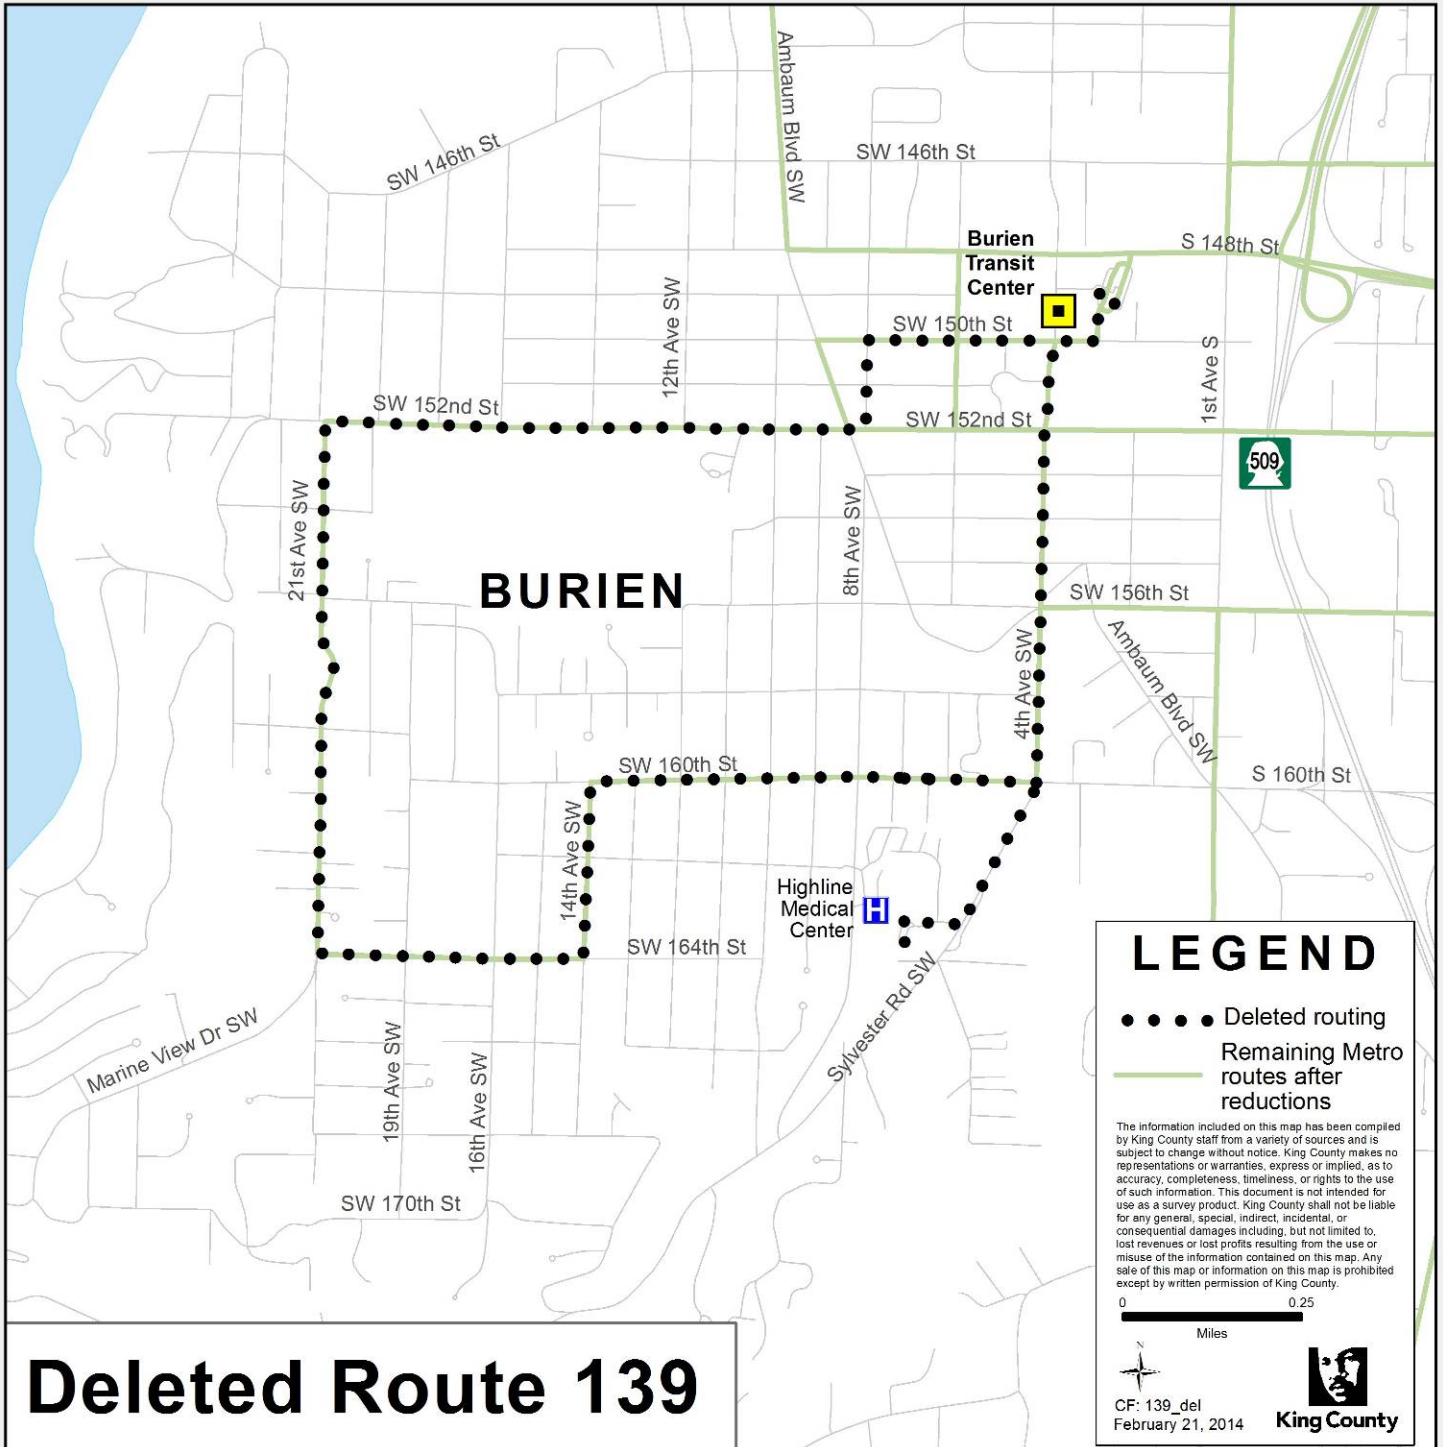 Ambaum Blvd SW
SW 146th St
SW 146th St
Burien
Transit
Center
S 148th St
12th Ave SW
SW 150th St
1st Ave S
SW 152nd St
SW 152nd St
509
21st Ave SW
8th Ave SW
BURIEN
SW 156th St
4th Ave SW
Ambaum Blvd SW
SW 160th St
S 160th St
14th Ave SW
Highline
Medical
Center
H
SW 164th St
Sylvester Rd SW
Marine View Dr SW
19th Ave SW
16th Ave SW
SW 170th St
LEGEND
Deleted routing
Remaining Metro
routes after
reductions
The information included on this map has been compiled
by King County staff from a variety of sources and is
subject to change without notice. King County makes no
representations or warranties, express or implied, as to
accuracy, completeness, timeliness, or rights to the use
of such information. This document is not intended for
use as a survey product. King County shall not be liable
for any general, special, indirect, incidental, or
consequential damages including, but not limited to,
lost revenues or lost profits resulting from the use or
misuse of the information contained on this map. Any
sale of this map or information on this map is prohibited
except by written permission of King County.
0 0.25
Miles
N
CF: 139_del
February 21, 2014
King County
Deleted Route 139